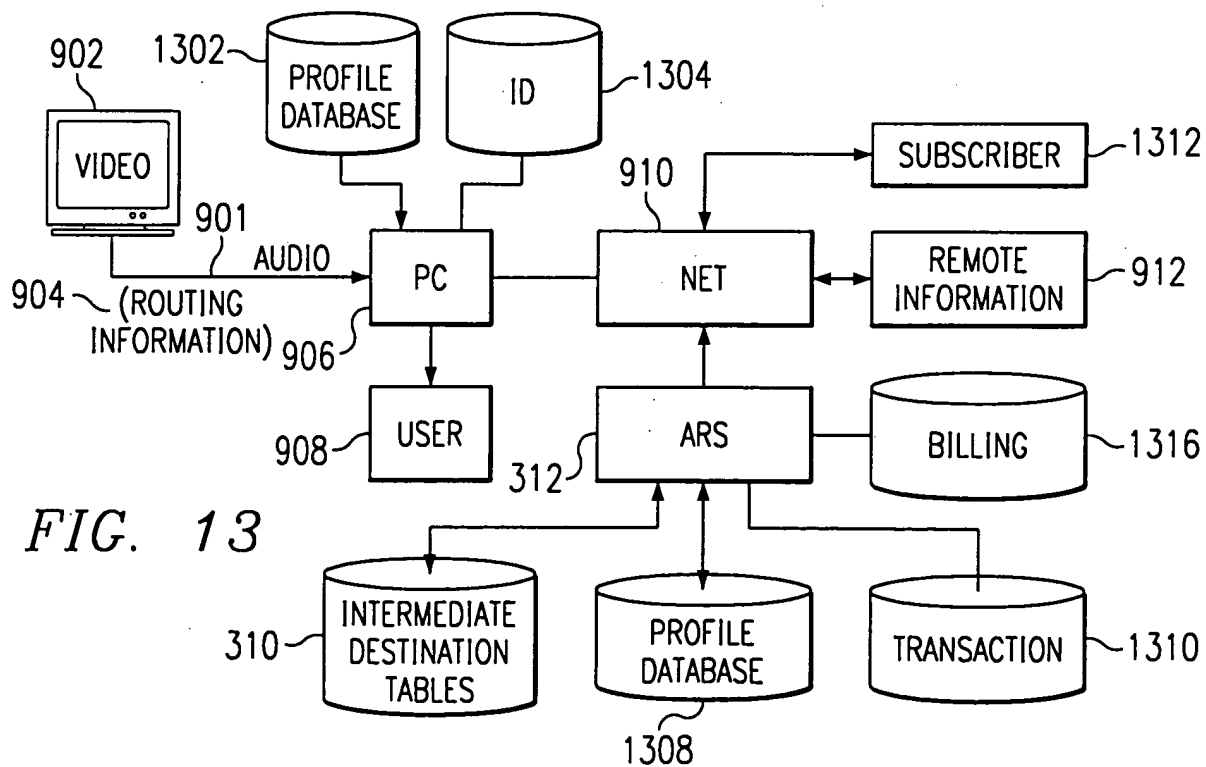 902
1302
PROFILE
DATABASE
ID
1304
VIDEO
901
AUDIO
904
(ROUTING
INFORMATION)
PC
906
910
NET
SUBSCRIBER
1312
REMOTE
INFORMATION
912
USER
908
ARS
312
BILLING
1316
FIG. 13
INTERMEDIATE
DESTINATION
TABLES
310
PROFILE
DATABASE
1308
TRANSACTION
1310